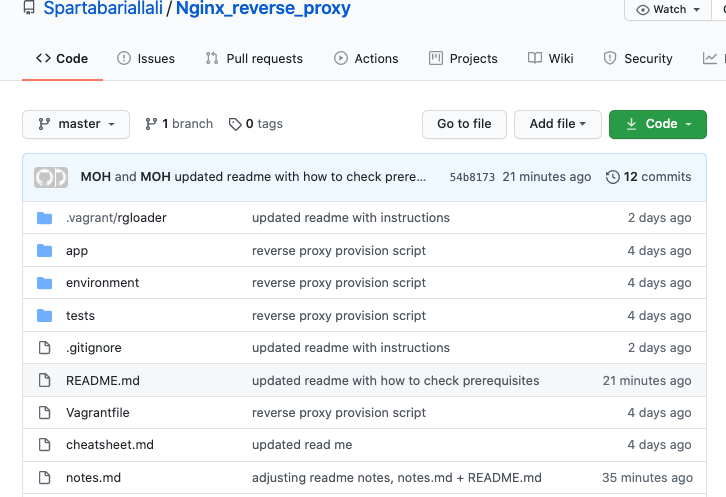 Spartabariallali / Nginx_reverse_proxy
Watch
Code Issues Pull requests Actions Projects Wiki Security
master 1 branch 0 tags Go to file Add file Code
MOH and MOH updated readme with how to check prere... 54b8173 21 minutes ago 12 commits
.vagrant/rgloader updated readme with instructions 2 days ago
app reverse proxy provision script 4 days ago
environment reverse proxy provision script 4 days ago
tests reverse proxy provision script 4 days ago
.gitignore updated readme with instructions 2 days ago
README.md updated readme with how to check prerequisites 21 minutes ago
Vagrantfile reverse proxy provision script 4 days ago
cheatsheet.md updated read me 4 days ago
notes.md adjusting readme notes, notes.md + README.md 35 minutes ago